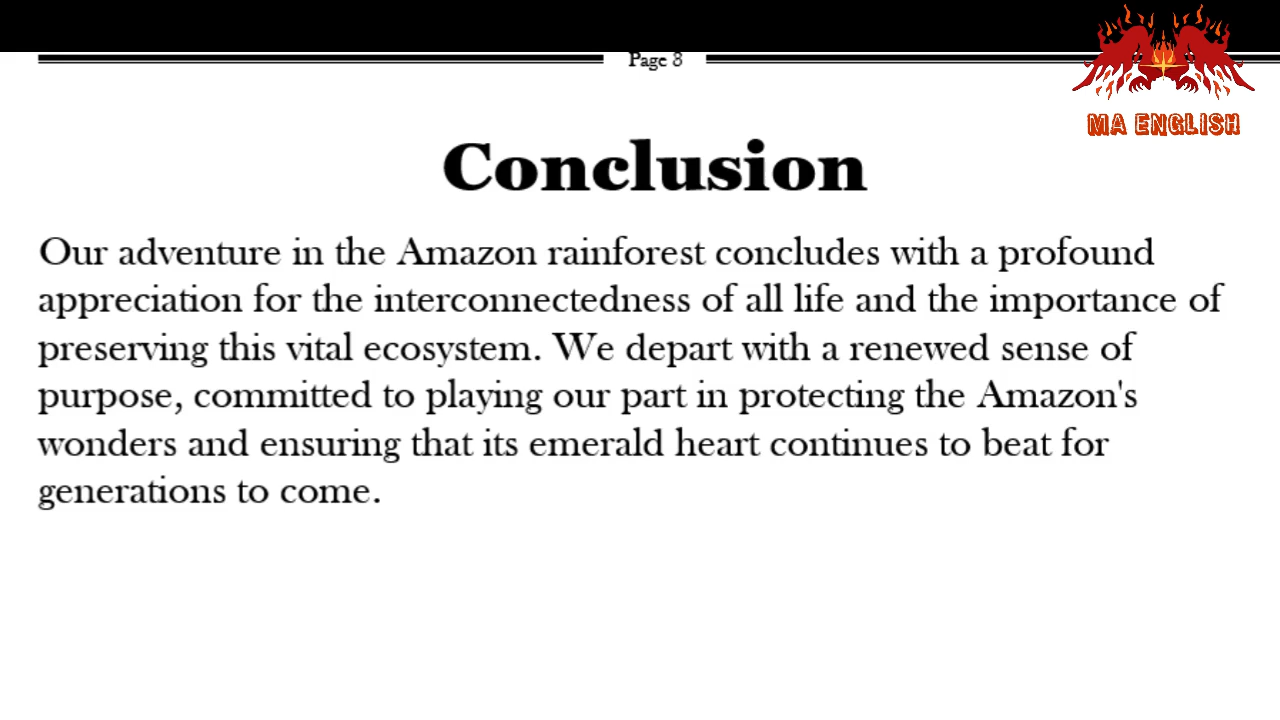 Page 8
MA ENGLISH
Conclusion
Our adventure in the Amazon rainforest concludes with a profound
appreciation for the interconnectedness of all life and the importance of
preserving this vital ecosystem. We depart with a renewed sense of
purpose, committed to playing our part in protecting the Amazon's
wonders and ensuring that its emerald heart continues to beat for
generations to come.